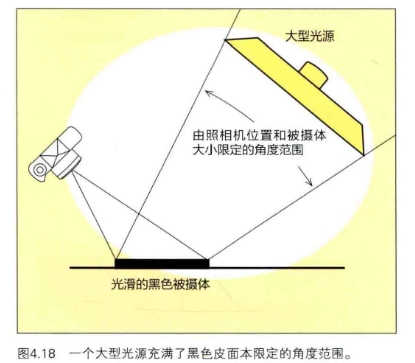 大型光源
由照相机位置和被摄体
大小限定的角度范围
光滑的黑色被摄体
图4.18 一个大型光源充满了黑色皮面本限定的角度范围。